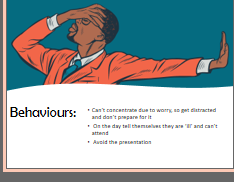 Behaviours:
• Can't concentrate due to worry, so get distracted
and don't prepare for it
• On the day tell themselves they are 'ill' and can't
attend
• Avoid the presentation